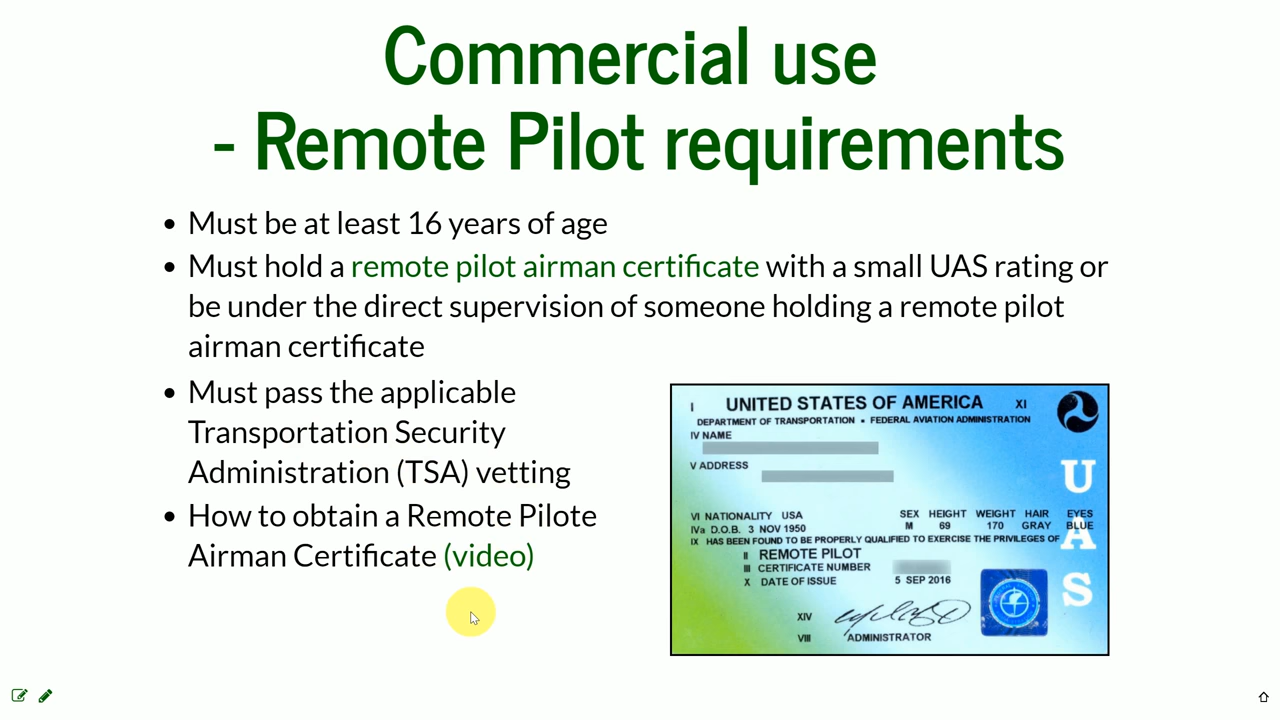 Commercial use
- Remote Pilot requirements
Must be at least 16 years of age
Must hold a remote pilot airman certificate with a small UAS rating or
be under the direct supervision of someone holding a remote pilot
airman certificate
Must pass the applicable
Transportation Security
Administration (TSA) vetting
How to obtain a Remote Pilote
Airman Certificate (video)
I UNITED STATES OF AMERICA XI
DEPARTMENT OF TRANSPORTATION • FEDERAL AVIATION ADMINISTRATION
IV NAME
V ADDRESS
VI NATIONALITY USA SEX HEIGHT WEIGHT HAIR EYES
IVa D.O.B. 3 NOV 1950 M 69 170 GRAY BLUE
IX HAS BEEN FOUND TO BE PROPERLY QUALIFIED TO EXERCISE THE PRIVILEGES OF
II REMOTE PILOT
III CERTIFICATE NUMBER
X DATE OF ISSUE 5 SEP 2016
XIV
VIII ADMINISTRATOR
UAS